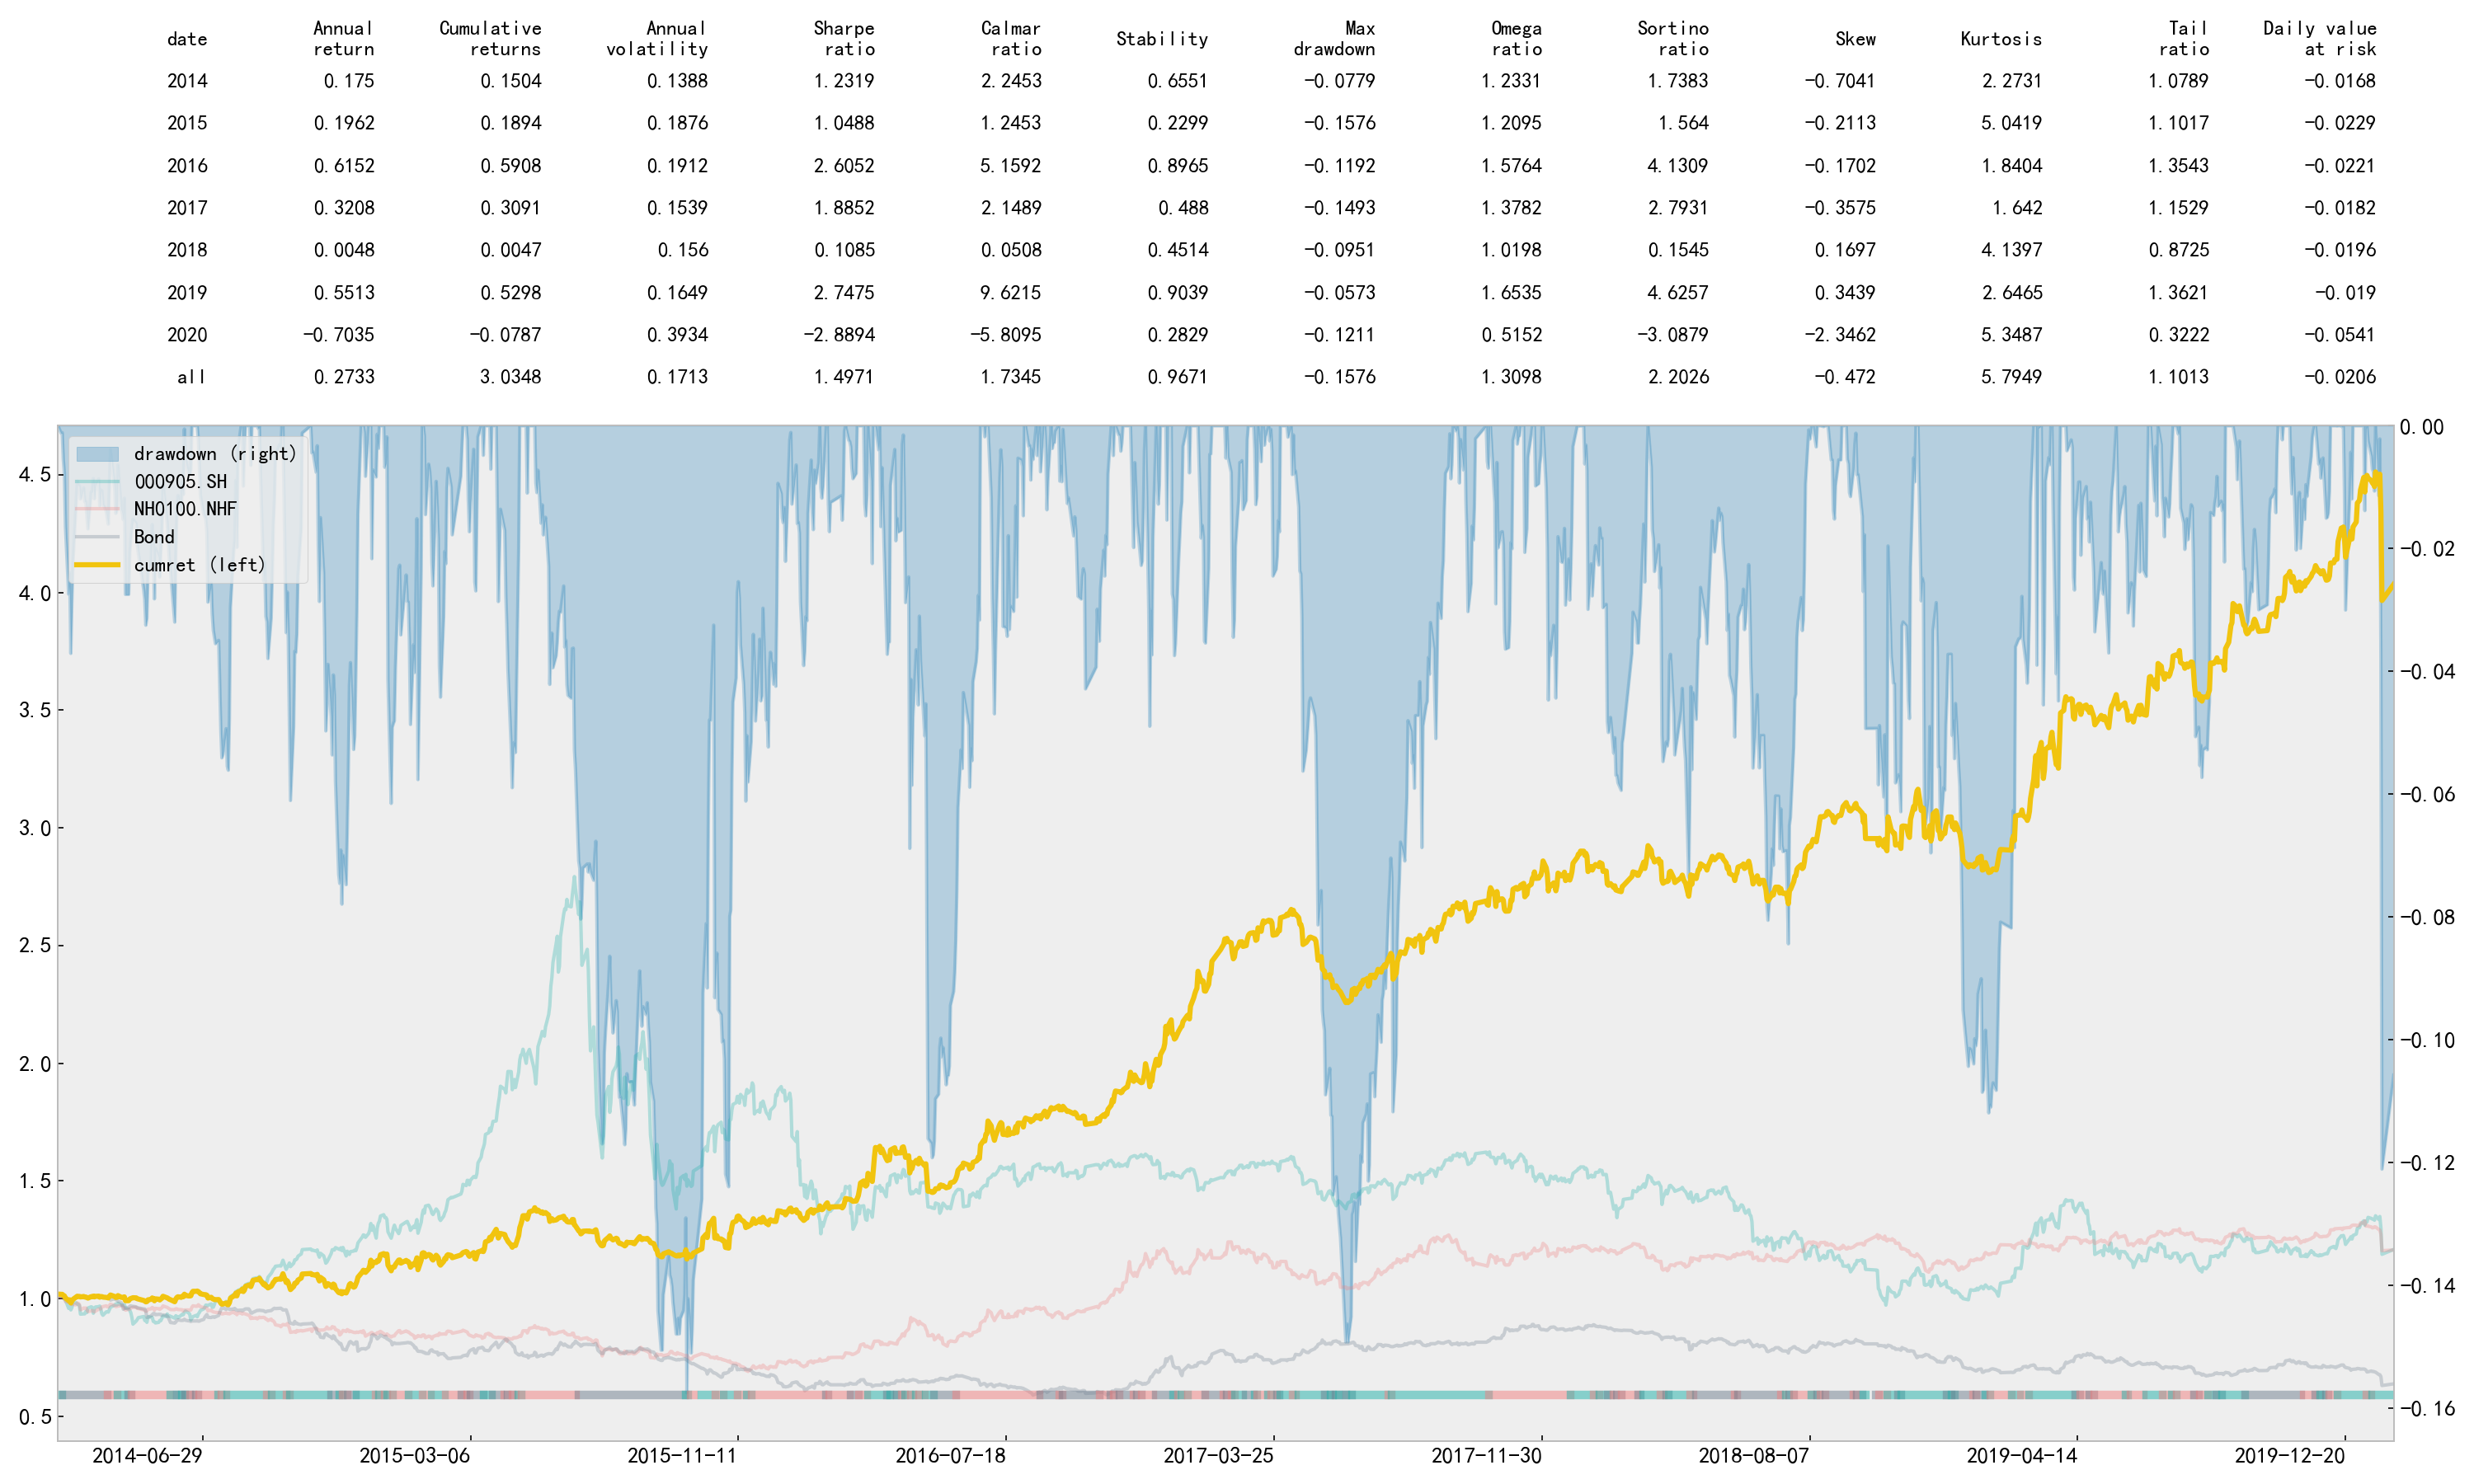 date Annual return Cumulative returns Annual volatility Sharpe ratio Calmar ratio Stability Max drawdown Omega ratio Sortino ratio Skew Kurtosis Tail ratio Daily value at risk
2014 0.175 0.1504 0.1388 1.2319 2.2453 0.6551 -0.0779 1.2331 1.7383 -0.7041 2.2731 1.0789 -0.0168
2015 0.1962 0.1894 0.1876 1.0488 1.2453 0.2299 -0.1576 1.2095 1.564 -0.2113 5.0419 1.1017 -0.0229
2016 0.6152 0.5908 0.1912 2.6052 5.1592 0.8965 -0.1192 1.5764 4.1309 -0.1702 1.8404 1.3543 -0.0221
2017 0.3208 0.3091 0.1539 1.8852 2.1489 0.488 -0.1493 1.3782 2.7931 -0.3575 1.642 1.1529 -0.0182
2018 0.0048 0.0047 0.156 0.1085 0.0508 0.4514 -0.0951 1.0198 0.1545 0.1697 4.1397 0.8725 -0.0196
2019 0.5513 0.5298 0.1649 2.7475 9.6215 0.9039 -0.0573 1.6535 4.6257 0.3439 2.6465 1.3621 -0.019
2020 -0.7035 -0.0787 0.3934 -2.8894 -5.8095 0.2829 -0.1211 0.5152 -3.0879 -2.3462 5.3487 0.3222 -0.0541
all 0.2733 3.0348 0.1713 1.4971 1.7345 0.9671 -0.1576 1.3098 2.2026 -0.472 5.7949 1.1013 -0.0206
drawdown (right)
000905.SH
NH0100.NHF
Bond
cumret (left)
4.5
4.0
3.5
3.0
2.5
2.0
1.5
1.0
0.5
0.00
-0.02
-0.04
-0.06
-0.08
-0.10
-0.12
-0.14
-0.16
2014-06-29 2015-03-06 2015-11-11 2016-07-18 2017-03-25 2017-11-30 2018-08-07 2019-04-14 2019-12-20